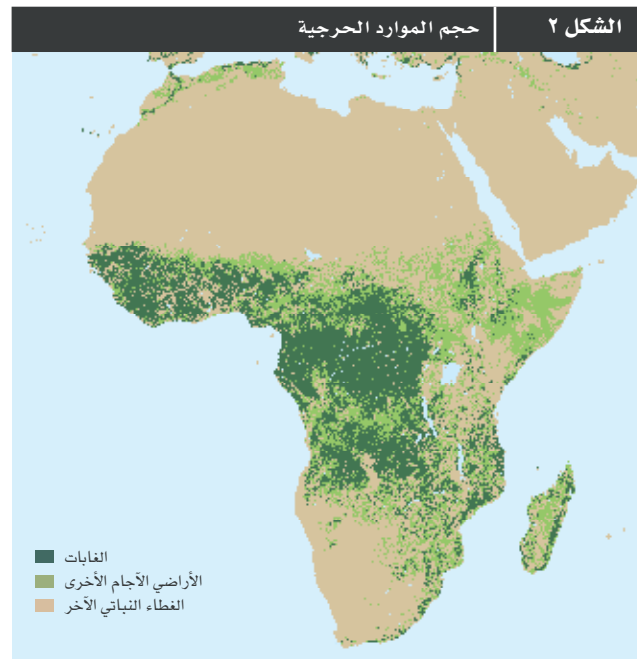 الشكل ٢
حجم الموارد الحرجية
الغابات
الأراضي الآجام الأخرى
الغطاء النباتي الآخر